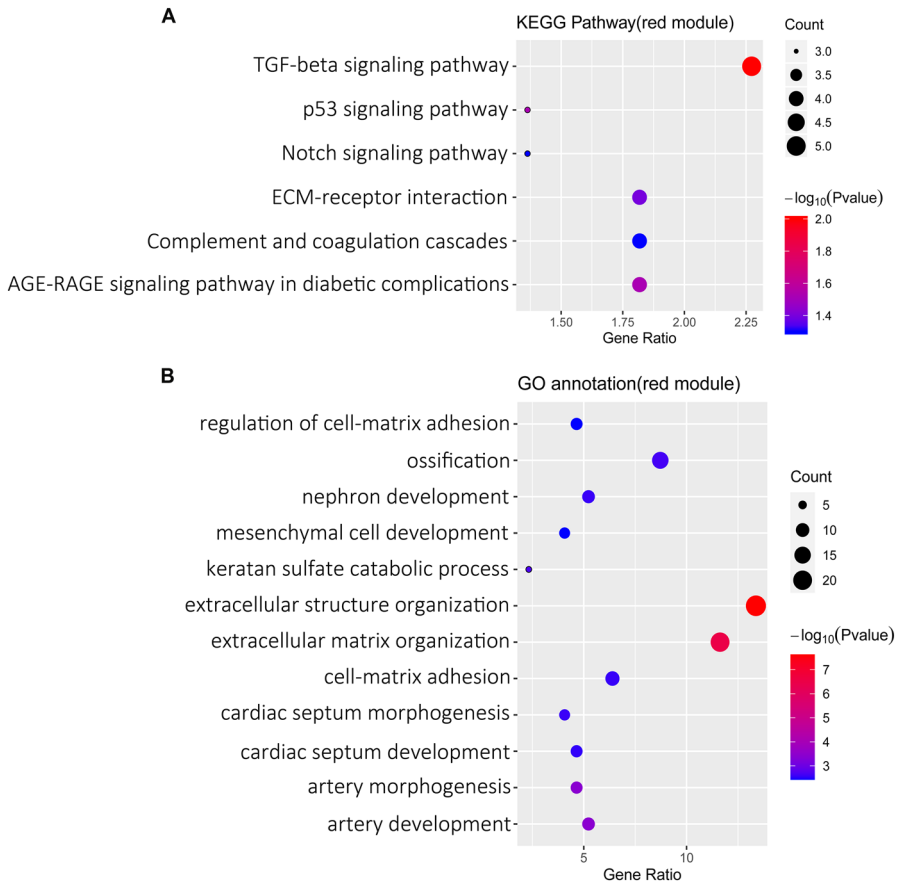 A
KEGG Pathway(red module)
TGF-beta signaling pathway
p53 signaling pathway
Notch signaling pathway
ECM-receptor interaction
Complement and coagulation cascades
AGE-RAGE signaling pathway in diabetic complications
1.50 1.75 2.00 2.25
Gene Ratio
Count
3.0
3.5
4.0
4.5
5.0
−log10(Pvalue)
2.0
1.8
1.6
1.4
B
GO annotation(red module)
regulation of cell-matrix adhesion
ossification
nephron development
mesenchymal cell development
keratan sulfate catabolic process
extracellular structure organization
extracellular matrix organization
cell-matrix adhesion
cardiac septum morphogenesis
cardiac septum development
artery morphogenesis
artery development
5 10
Gene Ratio
Count
5
10
15
20
−log10(Pvalue)
7
6
5
4
3